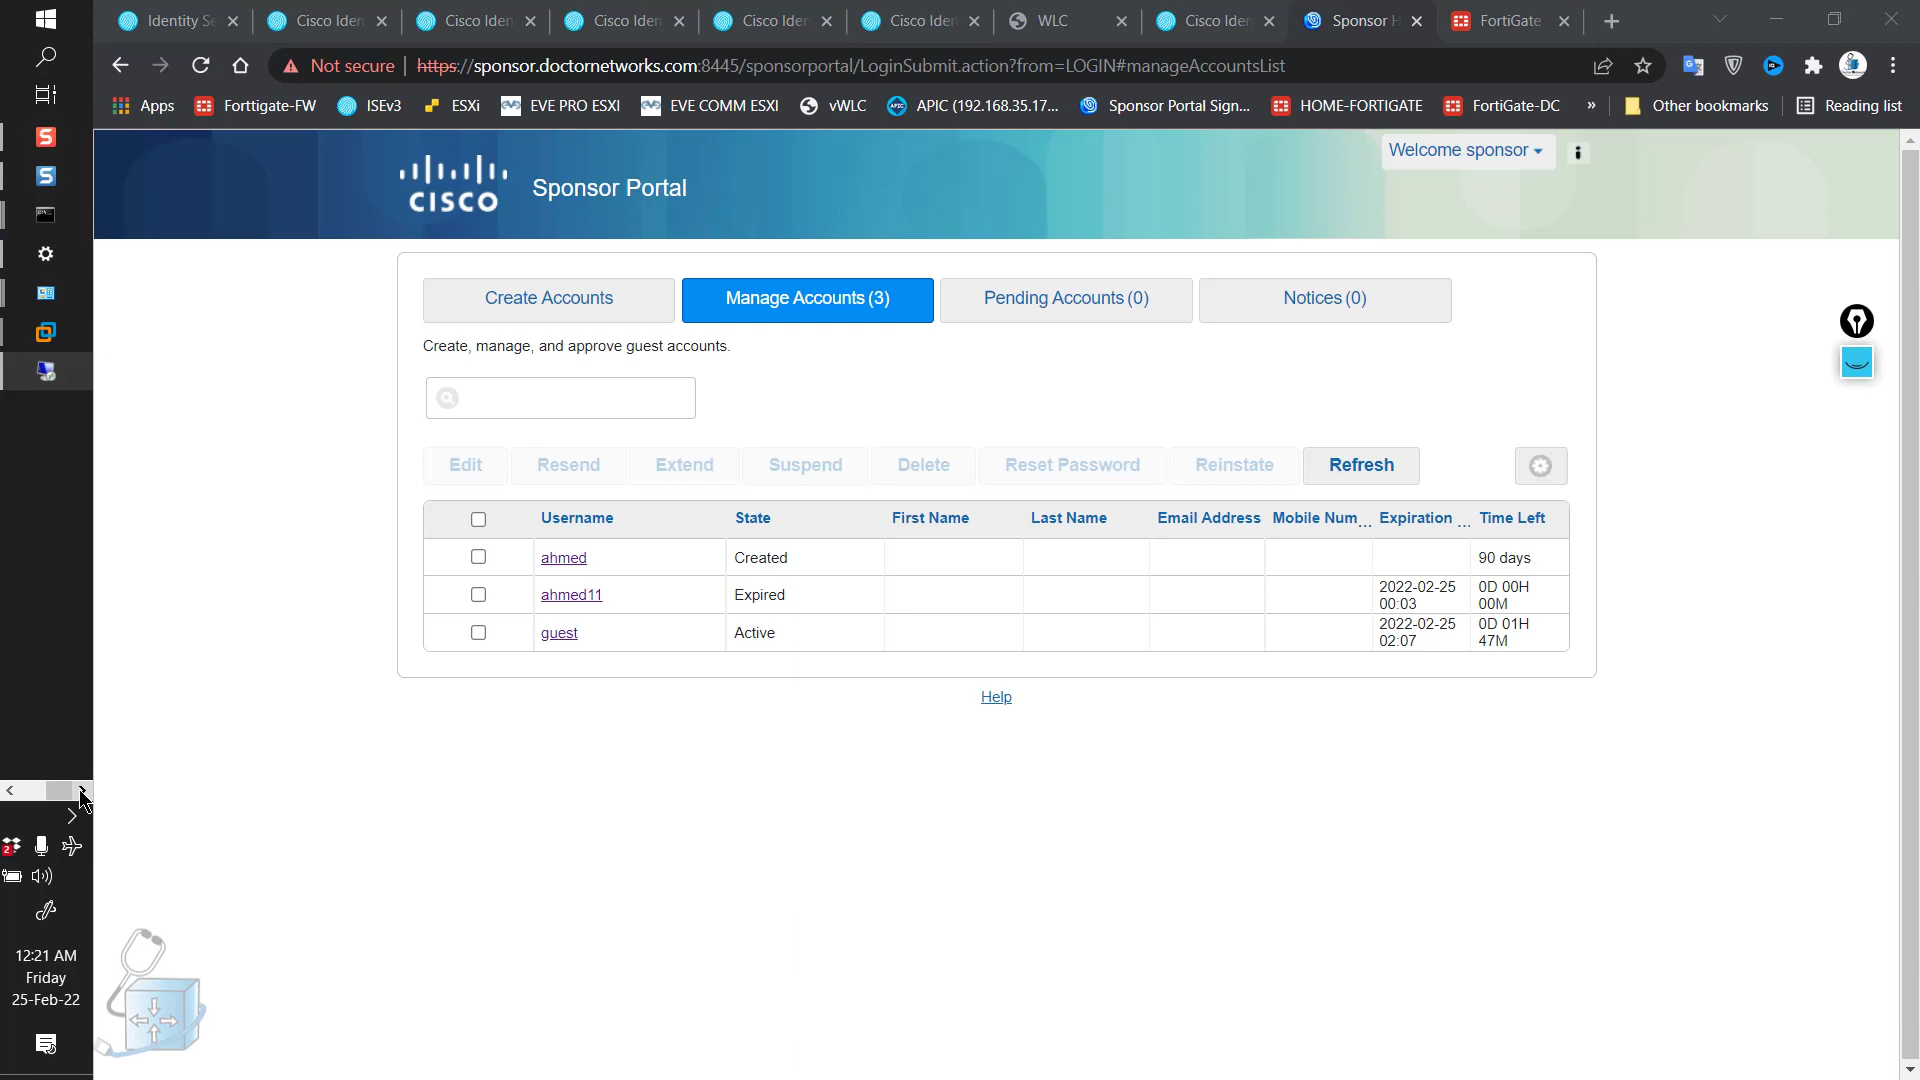 Identity Se
Cisco Iden
Cisco Iden
Cisco Iden
Cisco Iden
Cisco Iden
WLC
Cisco Iden
Sponsor H
FortiGate
Not secure
https://sponsor.doctornetworks.com:8445/sponsorportal/LoginSubmit.action?from=LOGIN#manageAccountsList
Apps
Forttigate-FW
ISEv3
ESXi
EVE PRO ESXI
EVE COMM ESXI
vWLC
APIC (192.168.35.17...
Sponsor Portal Sign...
HOME-FORTIGATE
FortiGate-DC
»
Other bookmarks
Reading list
CISCO
Sponsor Portal
Welcome sponsor
Create Accounts
Manage Accounts (3)
Pending Accounts (0)
Notices (0)
Create, manage, and approve guest accounts.
Edit
Resend
Extend
Suspend
Delete
Reset Password
Reinstate
Refresh
Username State First Name Last Name Email Address Mobile Num... Expiration ... Time Left
ahmed Created 90 days
ahmed11 Expired 2022-02-25 00:03 0D 00H 00M
guest Active 2022-02-25 02:07 0D 01H 47M
Help
2
12:21 AM
Friday
25-Feb-22